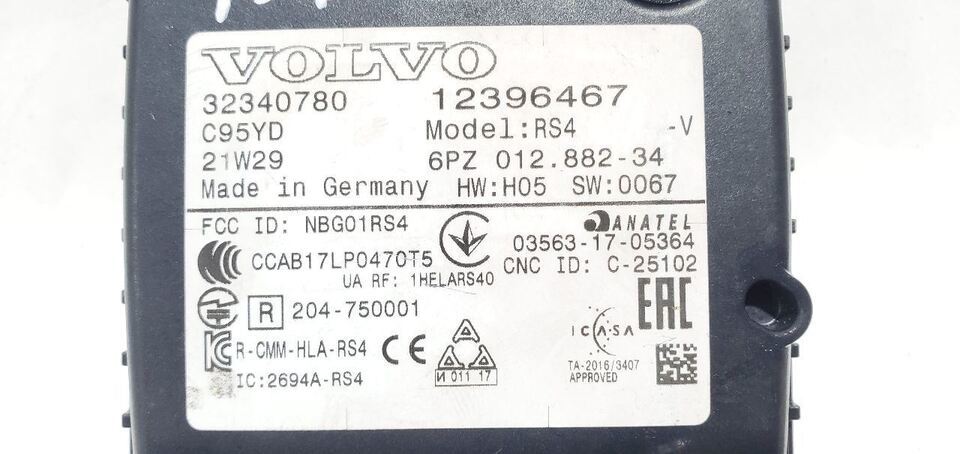 VOLVO
32340780 12396467
C95YD Model:RS4 -V
21W29 6PZ 012.882-34
Made in Germany HW:H05 SW:0067
FCC ID: NBG01RS4 ANATEL
03563-17-05364
CCAB17LP0470T5 CNC ID: C-25102
UA RF: 1HELARS40
R 204-750001 EAC
ICASA
R-CMM-HLA-RS4 CE
TA-2016/3407
И 011 17 APPROVED
IC:2694A-RS4